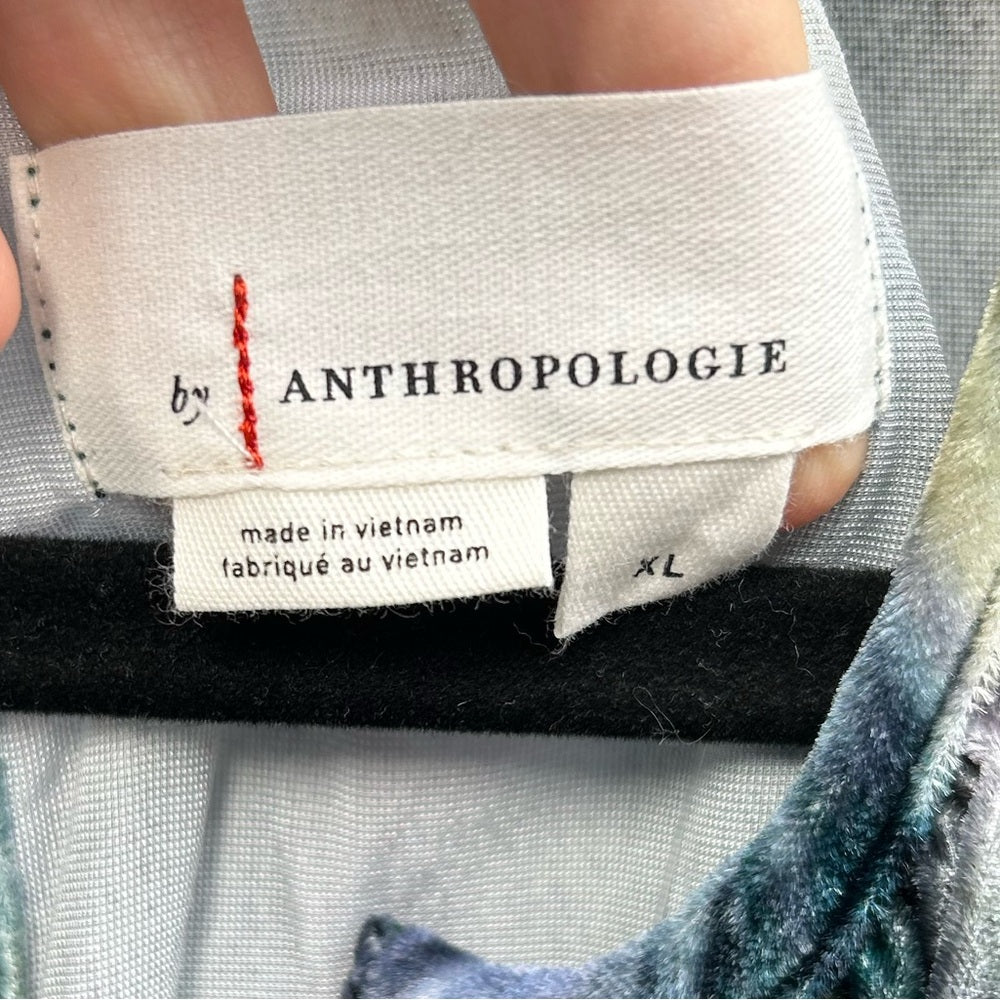 by ANTHROPOLOGIE
made in vietnam
fabriqué au vietnam
XL